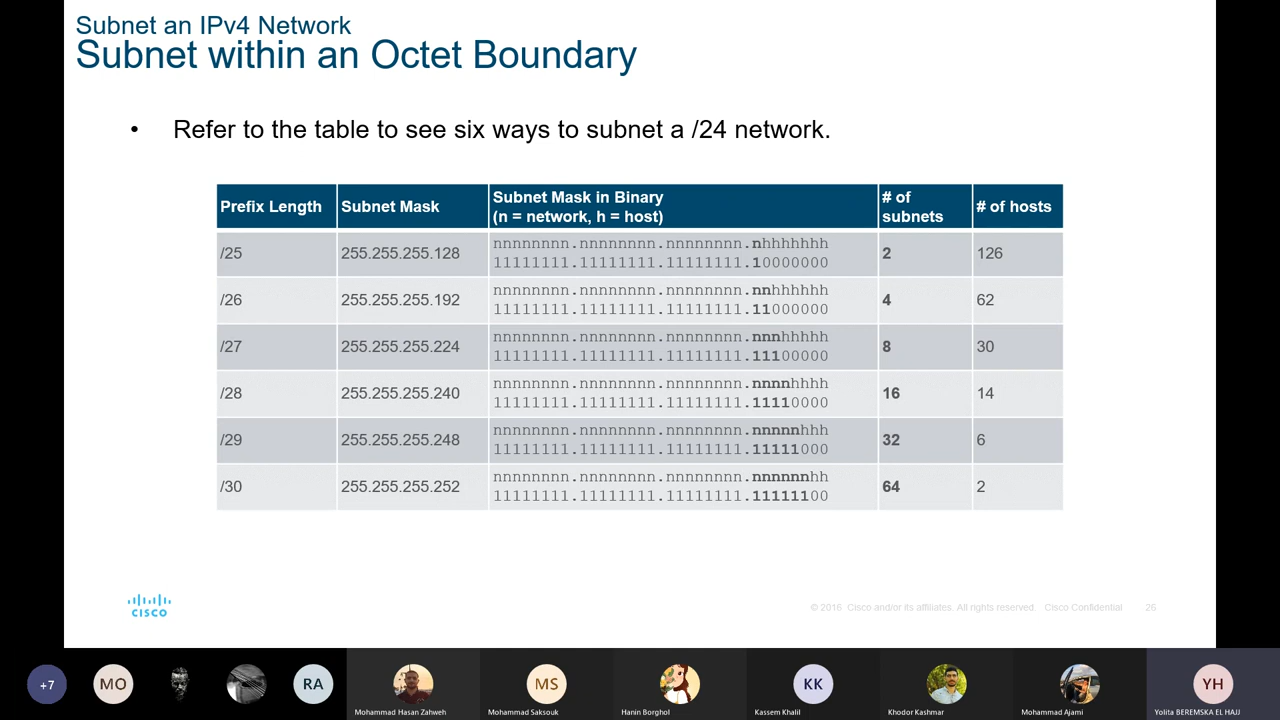 Subnet an IPv4 Network
Subnet within an Octet Boundary
• Refer to the table to see six ways to subnet a /24 network.
Prefix Length Subnet Mask Subnet Mask in Binary (n = network, h = host) # of subnets # of hosts
/25 255.255.255.128 nnnnnnnn.nnnnnnnn.nnnnnnnn.nhhhhhhh 2 126
11111111.11111111.11111111.10000000
/26 255.255.255.192 nnnnnnnn.nnnnnnnn.nnnnnnnn.nnhhhhhh 4 62
11111111.11111111.11111111.11000000
/27 255.255.255.224 nnnnnnnn.nnnnnnnn.nnnnnnnn.nnnhhhhh 8 30
11111111.11111111.11111111.11100000
/28 255.255.255.240 nnnnnnnn.nnnnnnnn.nnnnnnnn.nnnnhhhh 16 14
11111111.11111111.11111111.11110000
/29 255.255.255.248 nnnnnnnn.nnnnnnnn.nnnnnnnn.nnnnnhhh 32 6
11111111.11111111.11111111.11111000
/30 255.255.255.252 nnnnnnnn.nnnnnnnn.nnnnnnnn.nnnnnnhh 64 2
11111111.11111111.11111111.11111100
CISCO
© 2016 Cisco and/or its affiliates. All rights reserved. Cisco Confidential 26
+7 MO RA MS KK YH
Mohammad Hasan Zahweh Mohammad Saksouk Hanin Borghol Kassem Khalil Khodor Kashmar Mohammad Ajami Yolita BEREMSKA EL HAJJ